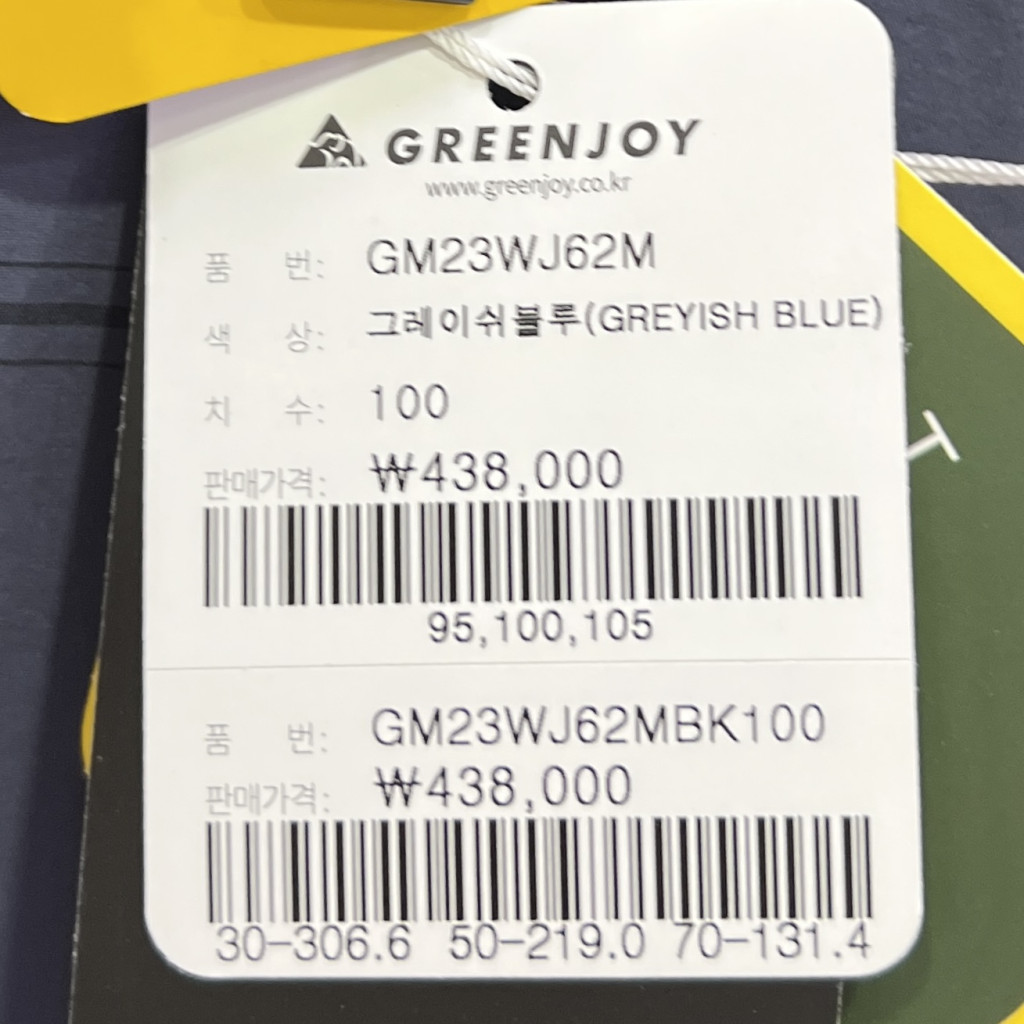 GREENJOY
www.greenjoy.co.kr
품 번: GM23WJ62M
색 상: 그레이쉬블루(GREYISH BLUE)
치 수: 100
판매가격: ₩438,000
95,100,105
품 번: GM23WJ62MBK100
판매가격: ₩438,000
30-306.6 50-219.0 70-131.4